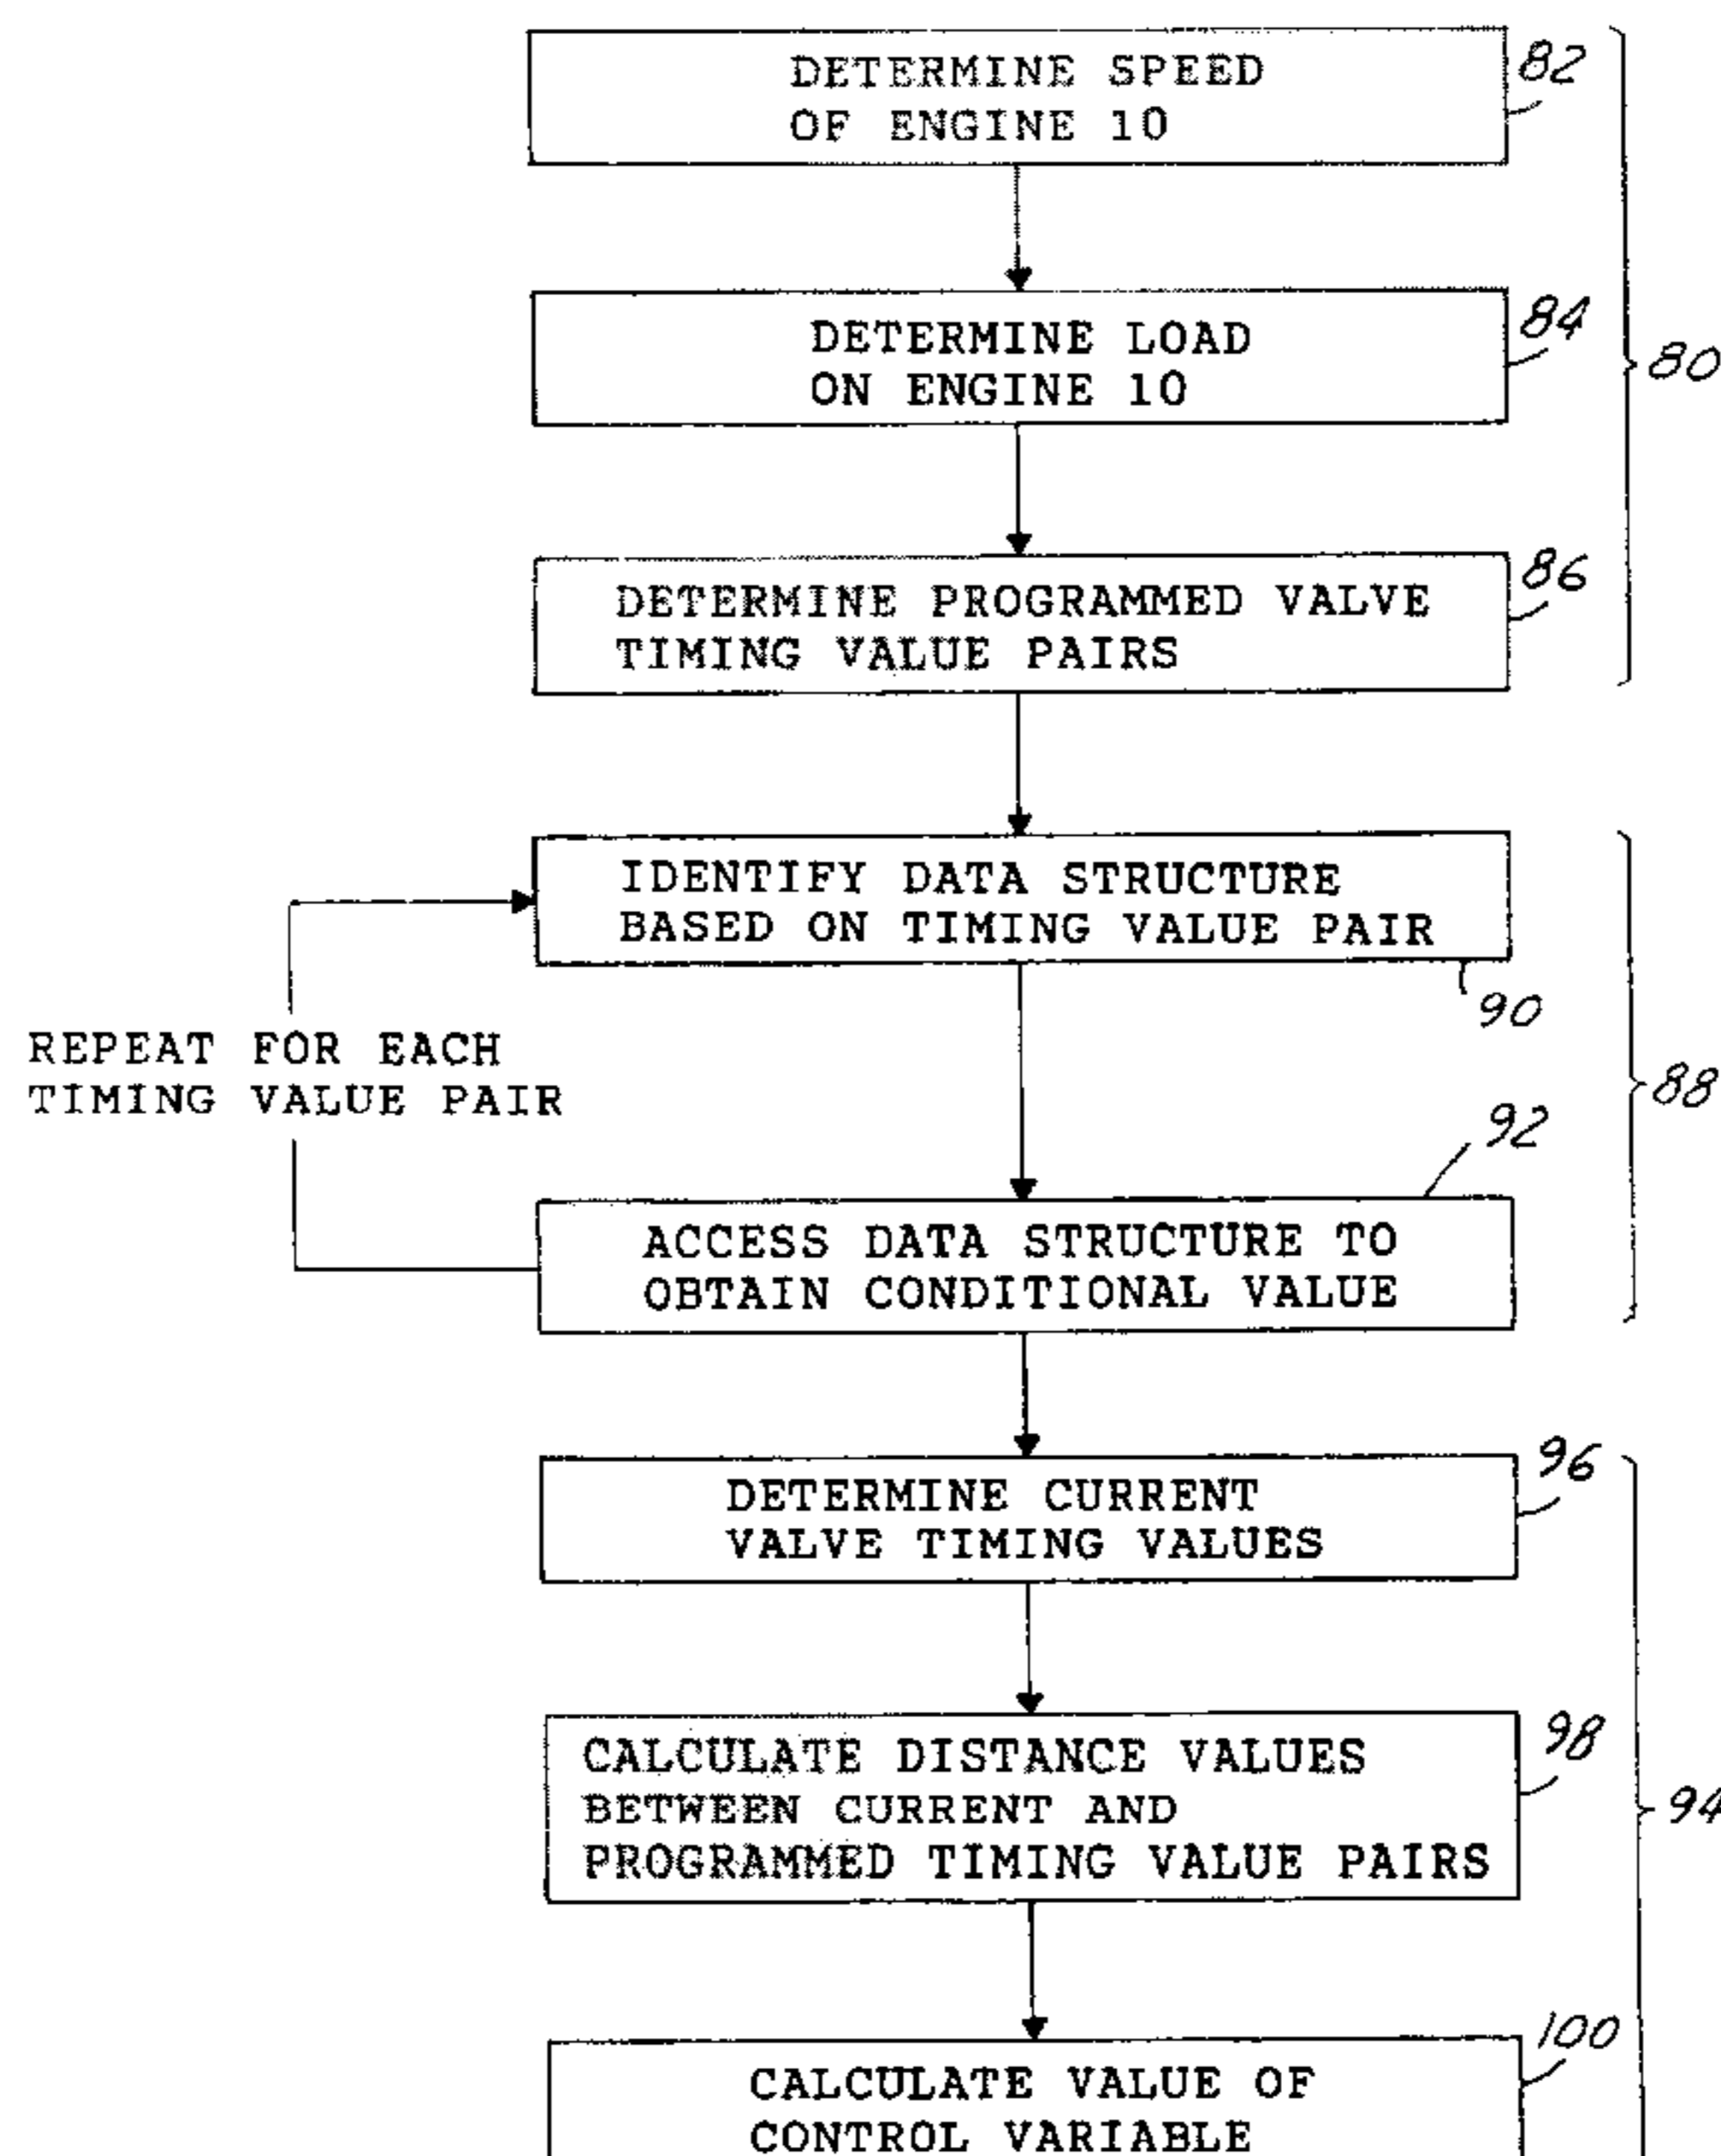 DETERMINE SPEED
OF ENGINE 10
82
DETERMINE LOAD
ON ENGINE 10
84
80
DETERMINE PROGRAMMED VALVE
TIMING VALUE PAIRS
86
IDENTIFY DATA STRUCTURE
BASED ON TIMING VALUE PAIR
90
REPEAT FOR EACH
TIMING VALUE PAIR
88
92
ACCESS DATA STRUCTURE TO
OBTAIN CONDITIONAL VALUE
DETERMINE CURRENT
VALVE TIMING VALUES
96
CALCULATE DISTANCE VALUES
BETWEEN CURRENT AND
PROGRAMMED TIMING VALUE PAIRS
98
94
CALCULATE VALUE OF
CONTROL VARIABLE
100